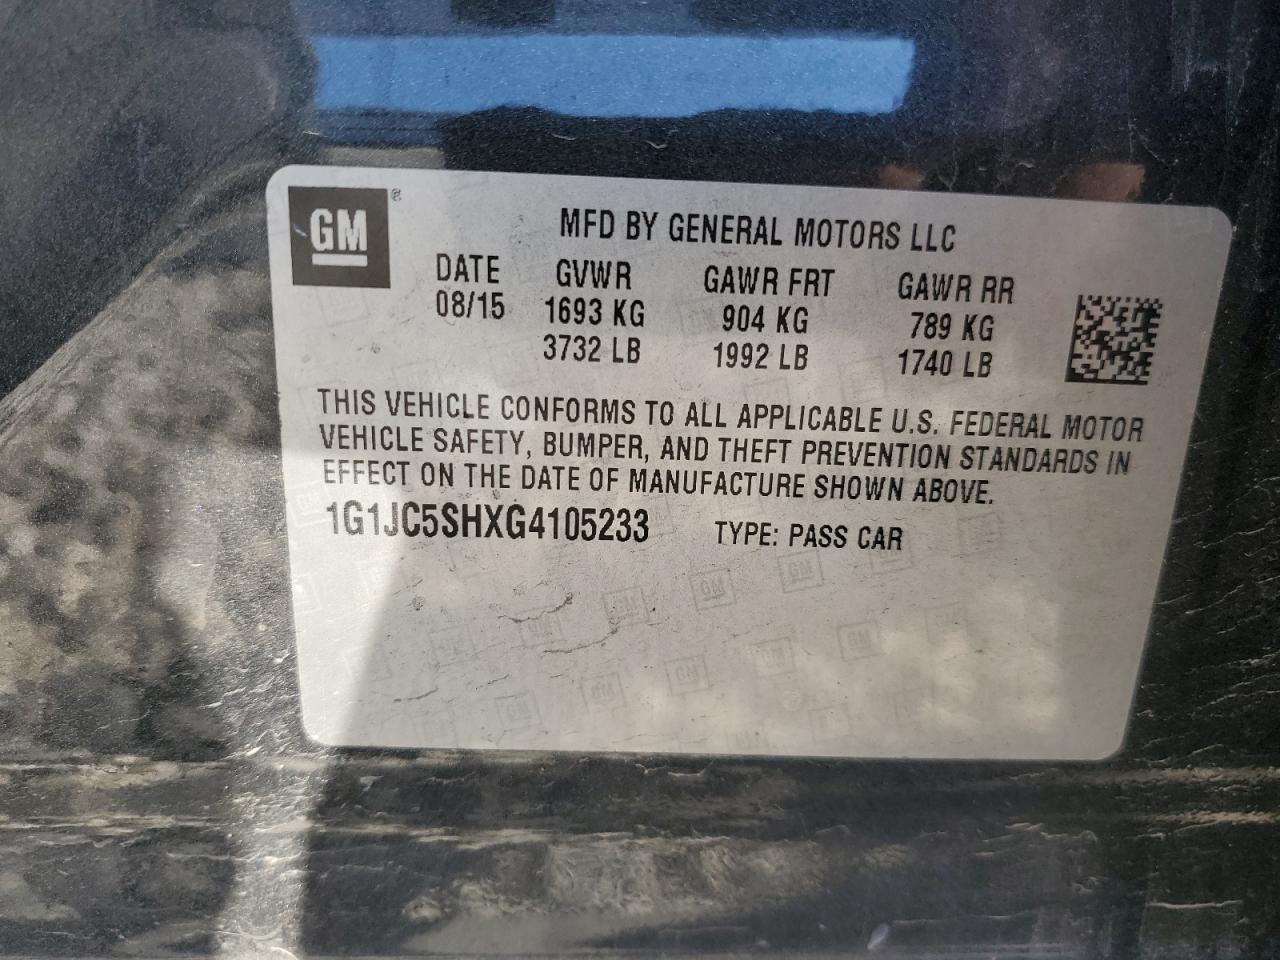 GM ®
MFD BY GENERAL MOTORS LLC
DATE GVWR GAWR FRT GAWR RR
08/15 1693 KG 904 KG 789 KG
3732 LB 1992 LB 1740 LB
THIS VEHICLE CONFORMS TO ALL APPLICABLE U.S. FEDERAL MOTOR
VEHICLE SAFETY, BUMPER, AND THEFT PREVENTION STANDARDS IN
EFFECT ON THE DATE OF MANUFACTURE SHOWN ABOVE.
1G1JC5SHXG4105233 TYPE: PASS CAR